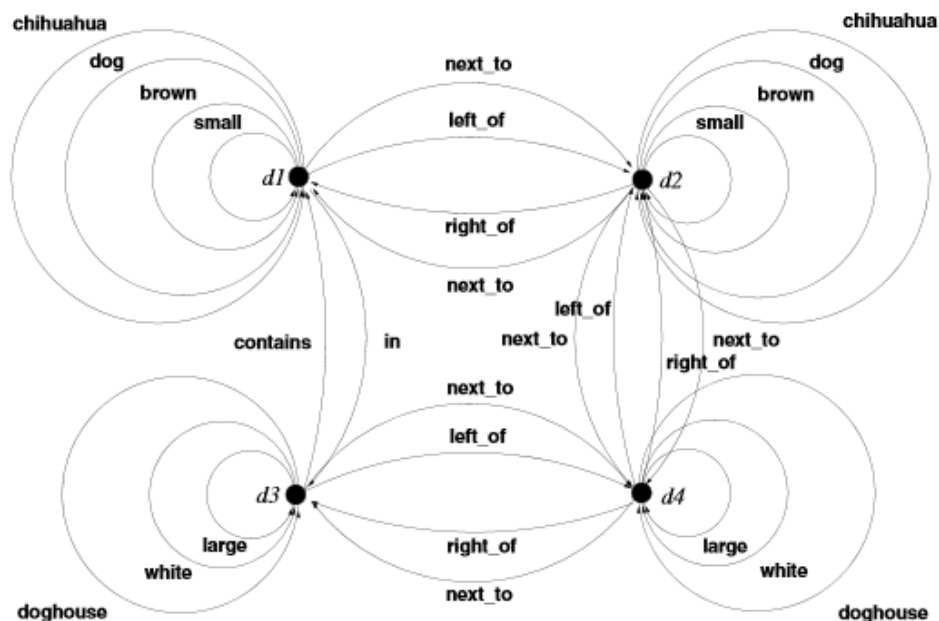 chihuahua
chihuahua
dog
next_to
dog
brown
brown
small
left_of
small
d1
d2
right_of
next_to
left_of
contains
in
next_to
next_to
right_of
next_to
left_of
d3
d4
large
right_of
large
white
white
next_to
doghouse
doghouse